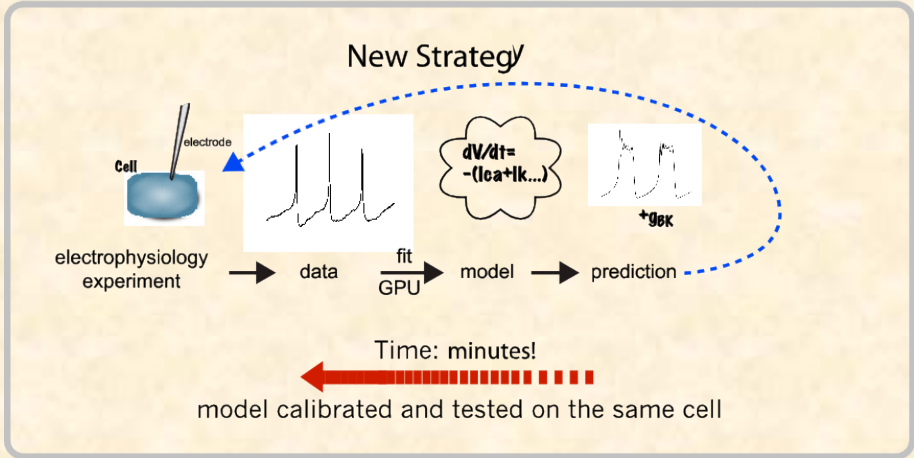 New Strategy
electrode
Cell
dV/dt=
-(Ica+Ik...)
+gBK
electrophysiology
experiment
data
fit
GPU
model
prediction
Time: minutes!
model calibrated and tested on the same cell